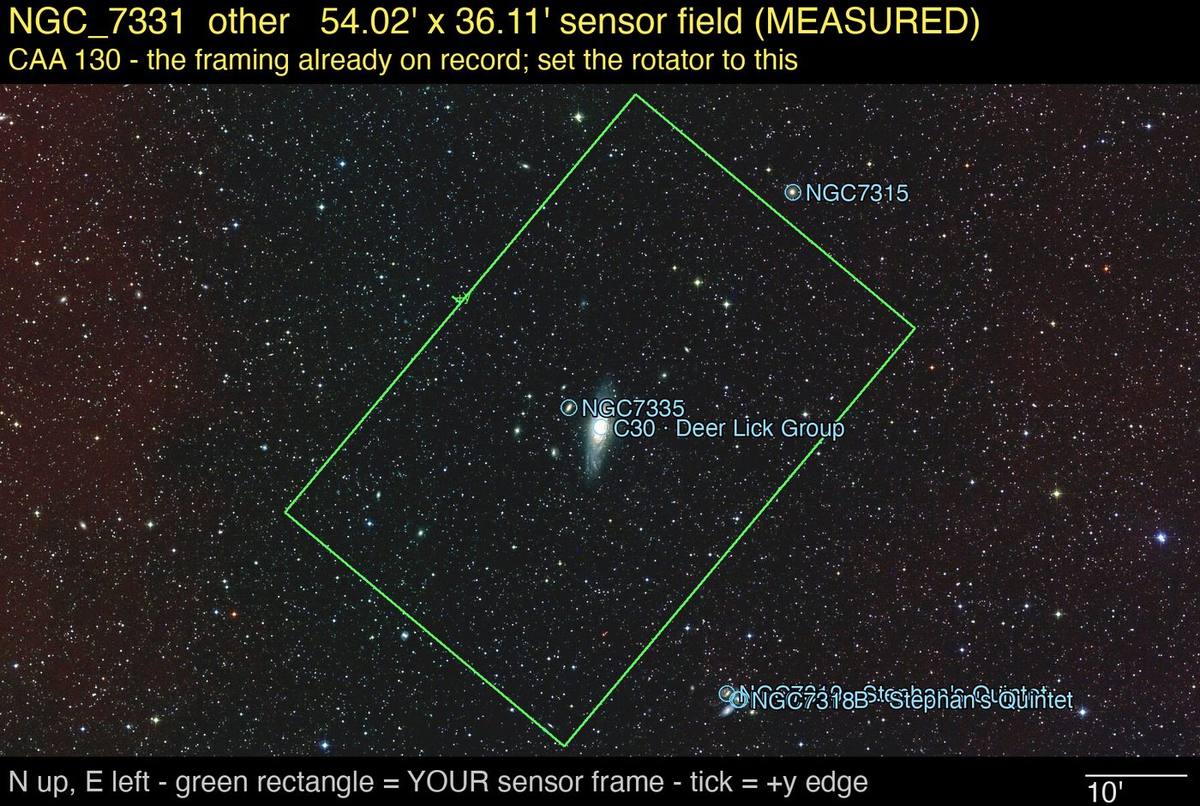 NGC_7331  other   54.02' x 36.11' sensor field (MEASURED)
CAA 130 - the framing already on record; set the rotator to this
NGC7315
+y
NGC7335
C30 · Deer Lick Group
Stephan's Quintet
NGC7318B · Stephan's Quintet
N up, E left - green rectangle = YOUR sensor frame - tick = +y edge
10'